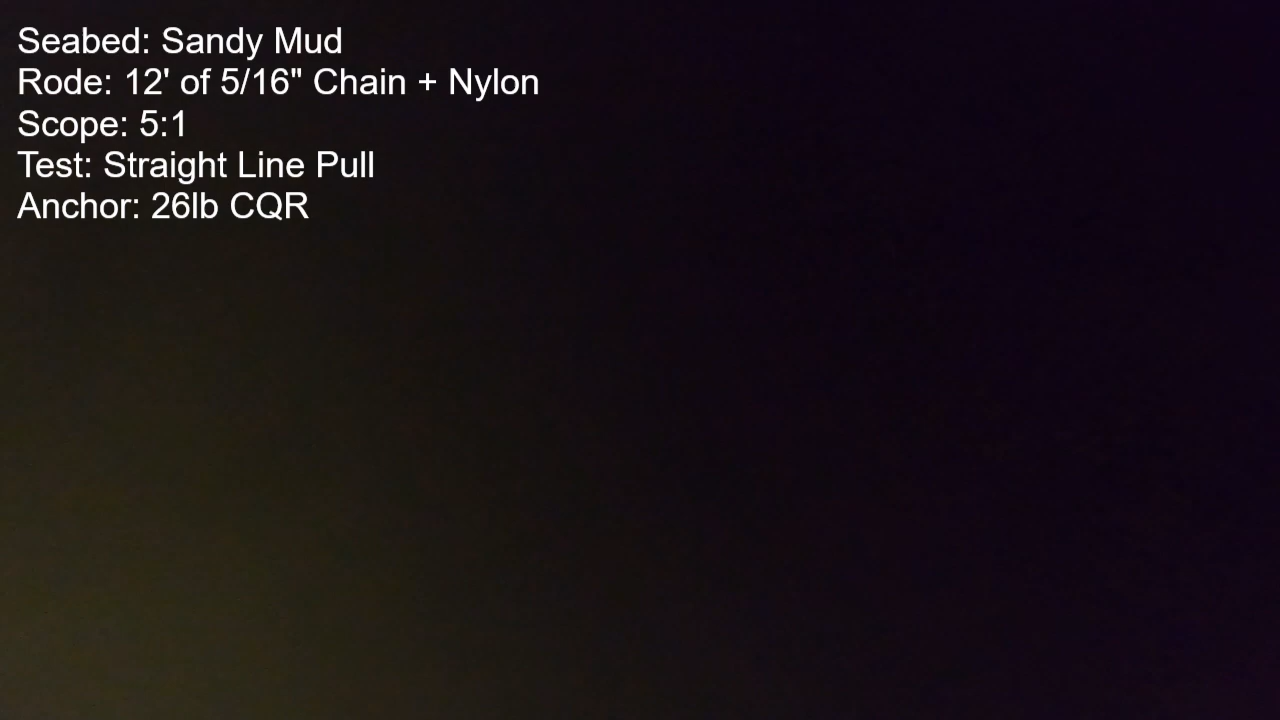 Seabed: Sandy Mud
Rode: 12' of 5/16" Chain + Nylon
Scope: 5:1
Test: Straight Line Pull
Anchor: 26lb CQR